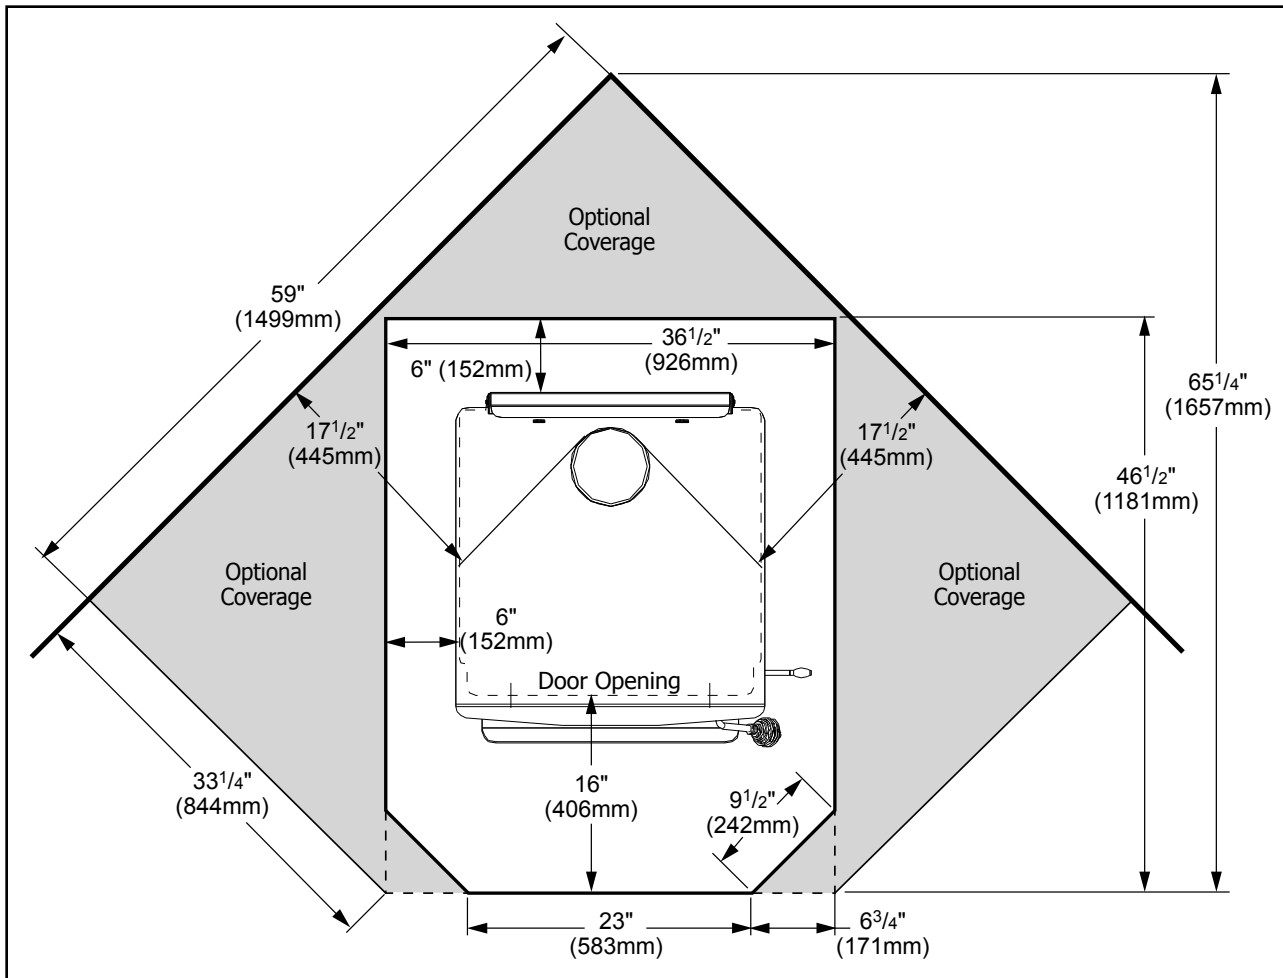 Optional
Coverage
59"
(1499mm)
36 1/2"
(926mm)
6" (152mm)
65 1/4"
(1657mm)
17 1/2"
(445mm)
17 1/2"
(445mm)
46 1/2"
(1181mm)
Optional
Coverage
Optional
Coverage
6"
(152mm)
Door Opening
33 1/4"
(844mm)
16"
(406mm)
9 1/2"
(242mm)
23"
(583mm)
6 3/4"
(171mm)